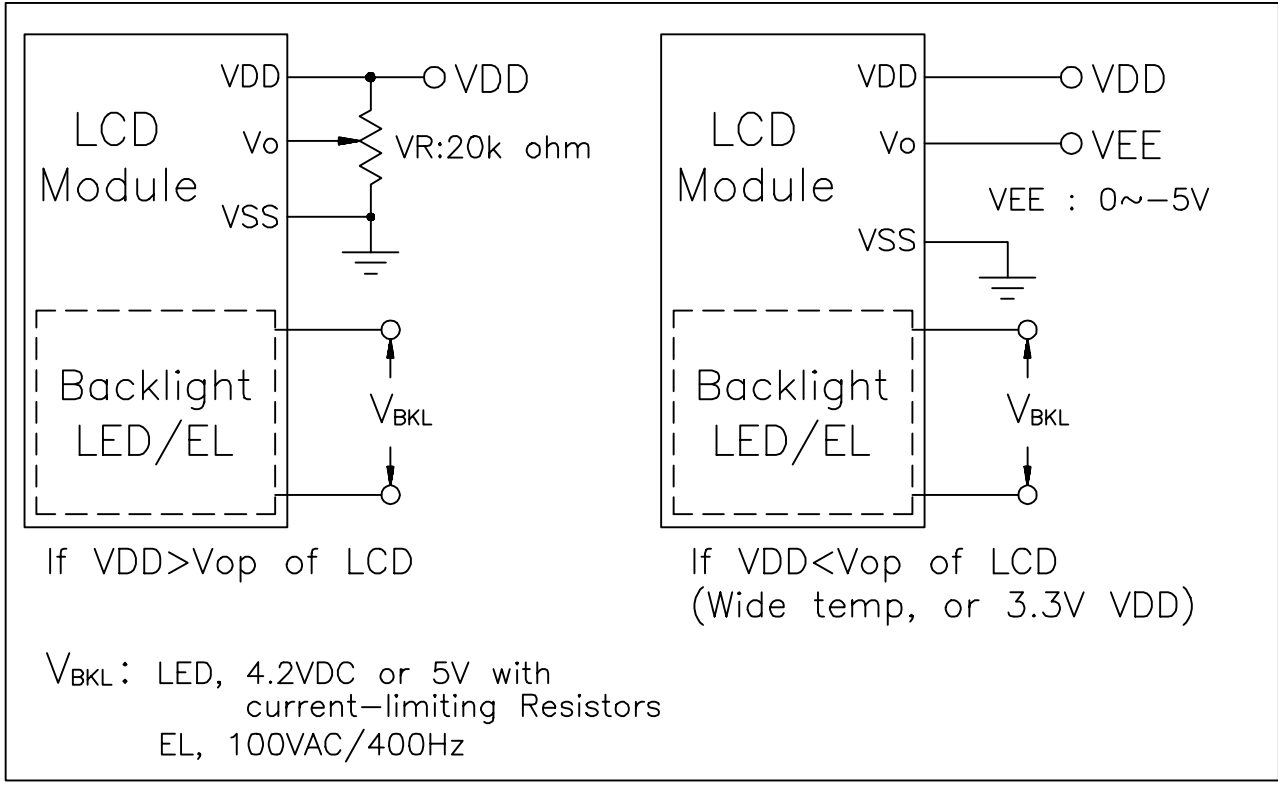 VDD
VDD
LCD
Module
Vo
VR:20k ohm
VSS
Backlight
LED/EL
VBKL
If VDD>Vop of LCD
VDD
VDD
LCD
Module
Vo
VEE
VEE : 0~-5V
VSS
Backlight
LED/EL
VBKL
If VDD<Vop of LCD
(Wide temp, or 3.3V VDD)
VBKL: LED, 4.2VDC or 5V with
current-limiting Resistors
EL, 100VAC/400Hz